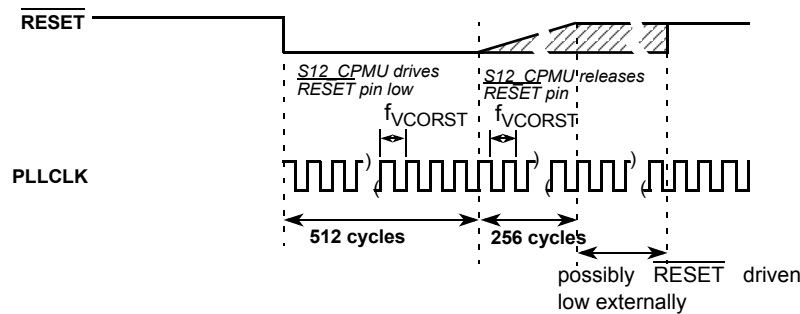 RESET
S12_CPMU drives
RESET pin low
S12_CPMU releases
RESET pin
fVCORST
fVCORST
PLLCLK
512 cycles
256 cycles
possibly RESET driven
low externally